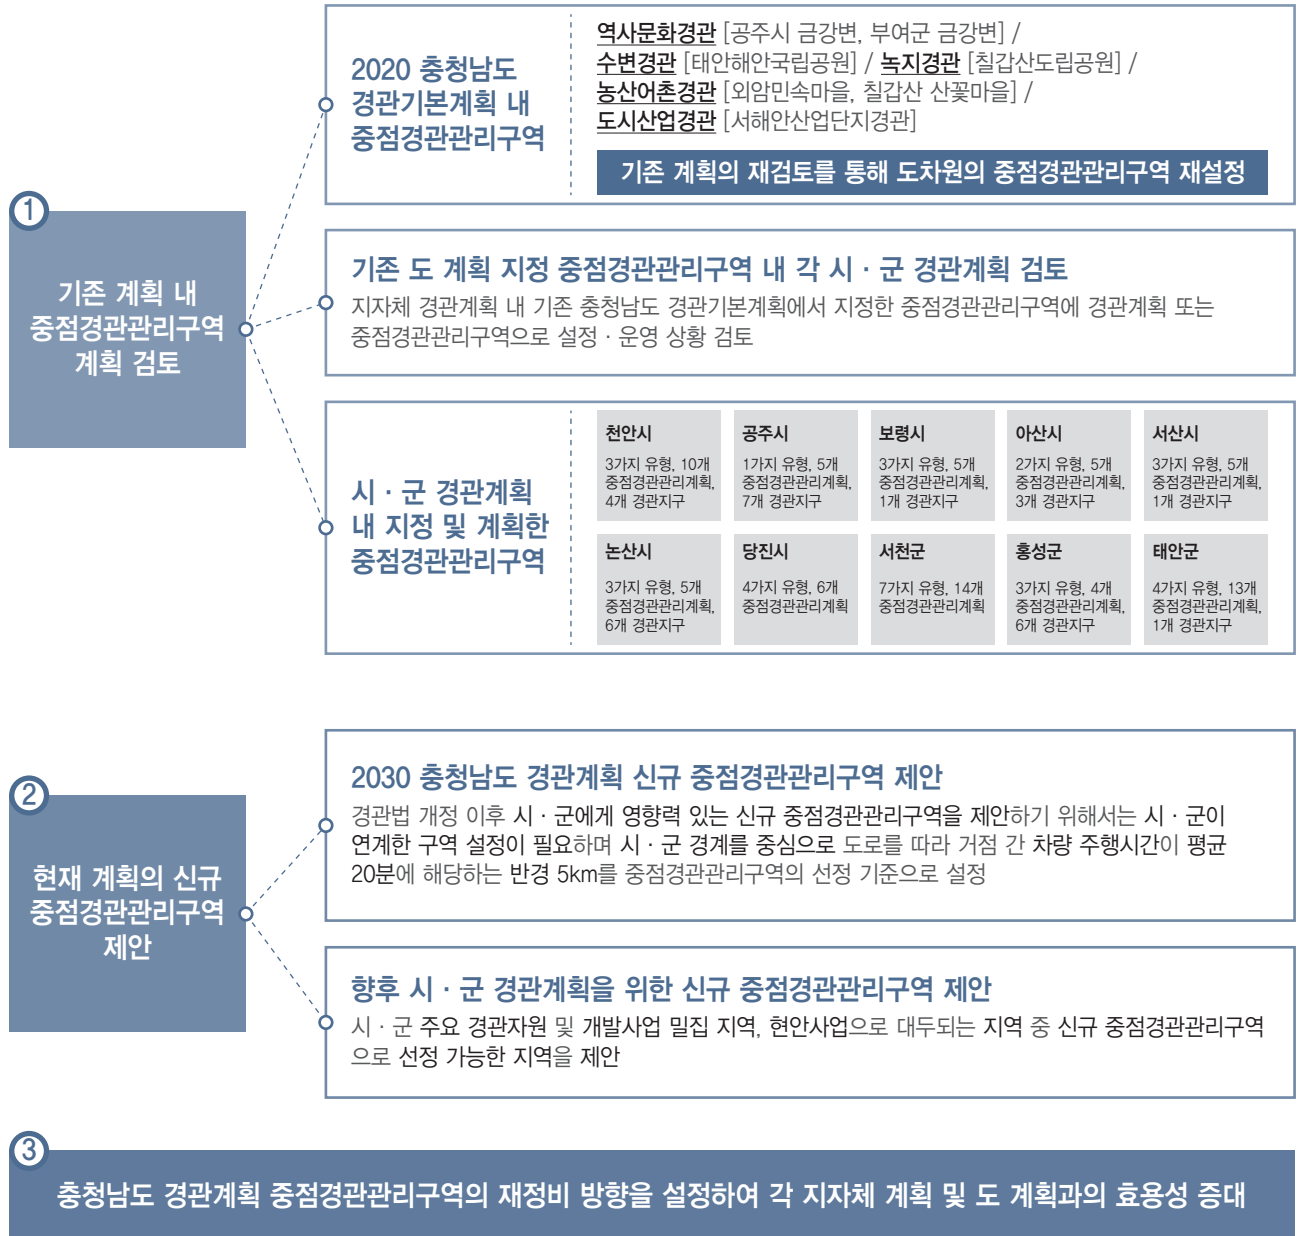 ①
기존 계획 내
중점경관관리구역
계획 검토
2020 충청남도
경관기본계획 내
중점경관관리구역
역사문화경관 [공주시 금강변, 부여군 금강변] /
수변경관 [태안해안국립공원] / 녹지경관 [칠갑산도립공원] /
농산어촌경관 [외암민속마을, 칠갑산 산꽃마을] /
도시산업경관 [서해안산업단지경관]
기존 계획의 재검토를 통해 도차원의 중점경관관리구역 재설정
기존 도 계획 지정 중점경관관리구역 내 각 시 · 군 경관계획 검토
지자체 경관계획 내 기존 충청남도 경관기본계획에서 지정한 중점경관관리구역에 경관계획 또는
중점경관관리구역으로 설정 · 운영 상황 검토
시 · 군 경관계획
내 지정 및 계획한
중점경관관리구역
천안시
3가지 유형, 10개
중점경관관리계획,
4개 경관지구
공주시
1가지 유형, 5개
중점경관관리계획,
7개 경관지구
보령시
3가지 유형, 5개
중점경관관리계획,
1개 경관지구
아산시
2가지 유형, 5개
중점경관관리계획,
3개 경관지구
서산시
3가지 유형, 5개
중점경관관리계획,
1개 경관지구
논산시
3가지 유형, 5개
중점경관관리계획,
6개 경관지구
당진시
4가지 유형, 6개
중점경관관리계획
서천군
7가지 유형, 14개
중점경관관리계획
홍성군
3가지 유형, 4개
중점경관관리계획,
6개 경관지구
태안군
4가지 유형, 13개
중점경관관리계획,
1개 경관지구
②
현재 계획의 신규
중점경관관리구역
제안
2030 충청남도 경관계획 신규 중점경관관리구역 제안
경관법 개정 이후 시 · 군에게 영향력 있는 신규 중점경관관리구역을 제안하기 위해서는 시 · 군이
연계한 구역 설정이 필요하며 시 · 군 경계를 중심으로 도로를 따라 거점 간 차량 주행시간이 평균
20분에 해당하는 반경 5km를 중점경관관리구역의 선정 기준으로 설정
향후 시 · 군 경관계획을 위한 신규 중점경관관리구역 제안
시 · 군 주요 경관자원 및 개발사업 밀집 지역, 현안사업으로 대두되는 지역 중 신규 중점경관관리구역
으로 선정 가능한 지역을 제안
③
충청남도 경관계획 중점경관관리구역의 재정비 방향을 설정하여 각 지자체 계획 및 도 계획과의 효용성 증대